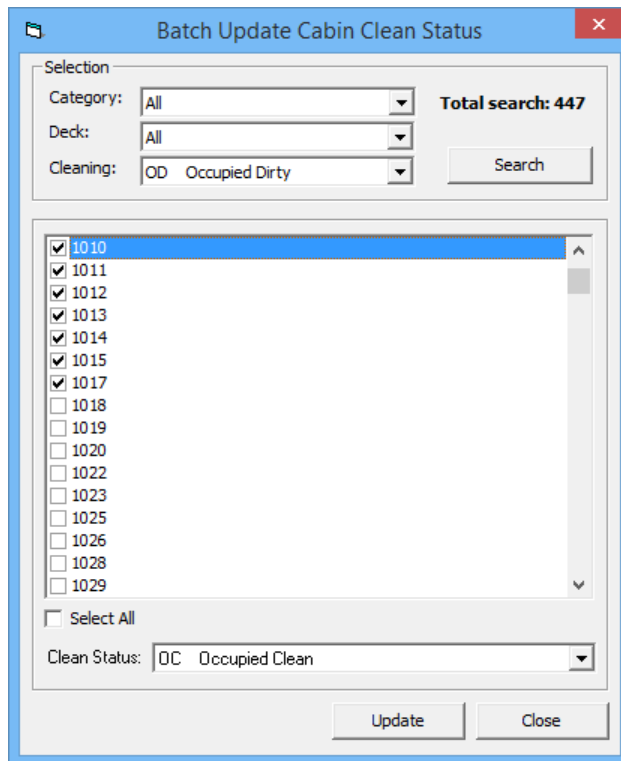 Batch Update Cabin Clean Status
Selection
Category: All
Total search: 447
Deck: All
Cleaning: OD Occupied Dirty
Search
1010
1011
1012
1013
1014
1015
1017
1018
1019
1020
1022
1023
1025
1026
1028
1029
Select All
Clean Status: OC Occupied Clean
Update Close